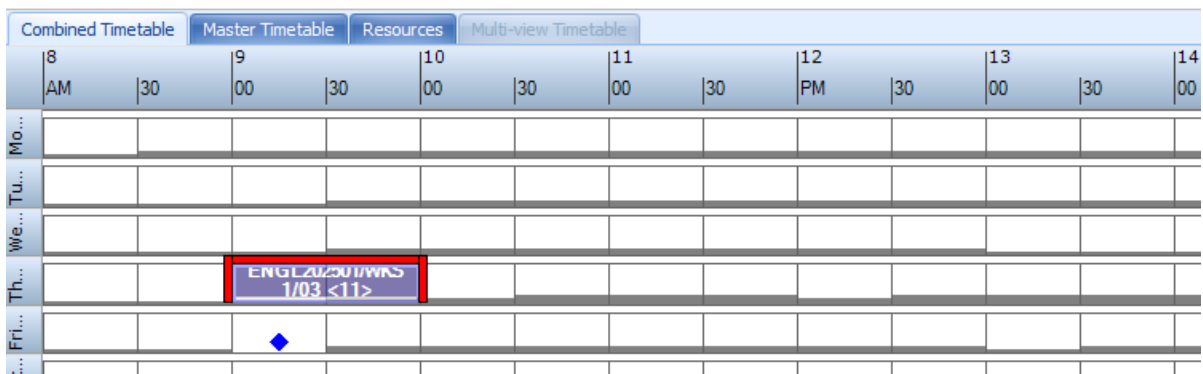 Combined Timetable Master Timetable Resources Multi-view Timetable
8 9 10 11 12 13 14
AM 30 00 30 00 30 00 30 PM 30 00 30 00
Mo...
Tu...
We...
Th... ENGL202501/WKS
1/03 <11>
Fri...